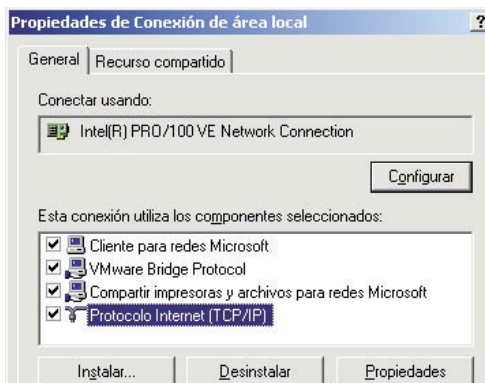 Propiedades de Conexión de área local ?
General Recurso compartido
Conectar usando:
Intel(R) PRO/100 VE Network Connection
Configurar
Esta conexión utiliza los componentes seleccionados:
Cliente para redes Microsoft
VMware Bridge Protocol
Compartir impresoras y archivos para redes Microsoft
Protocolo Internet (TCP/IP)
Instalar... Desinstalar Propiedades